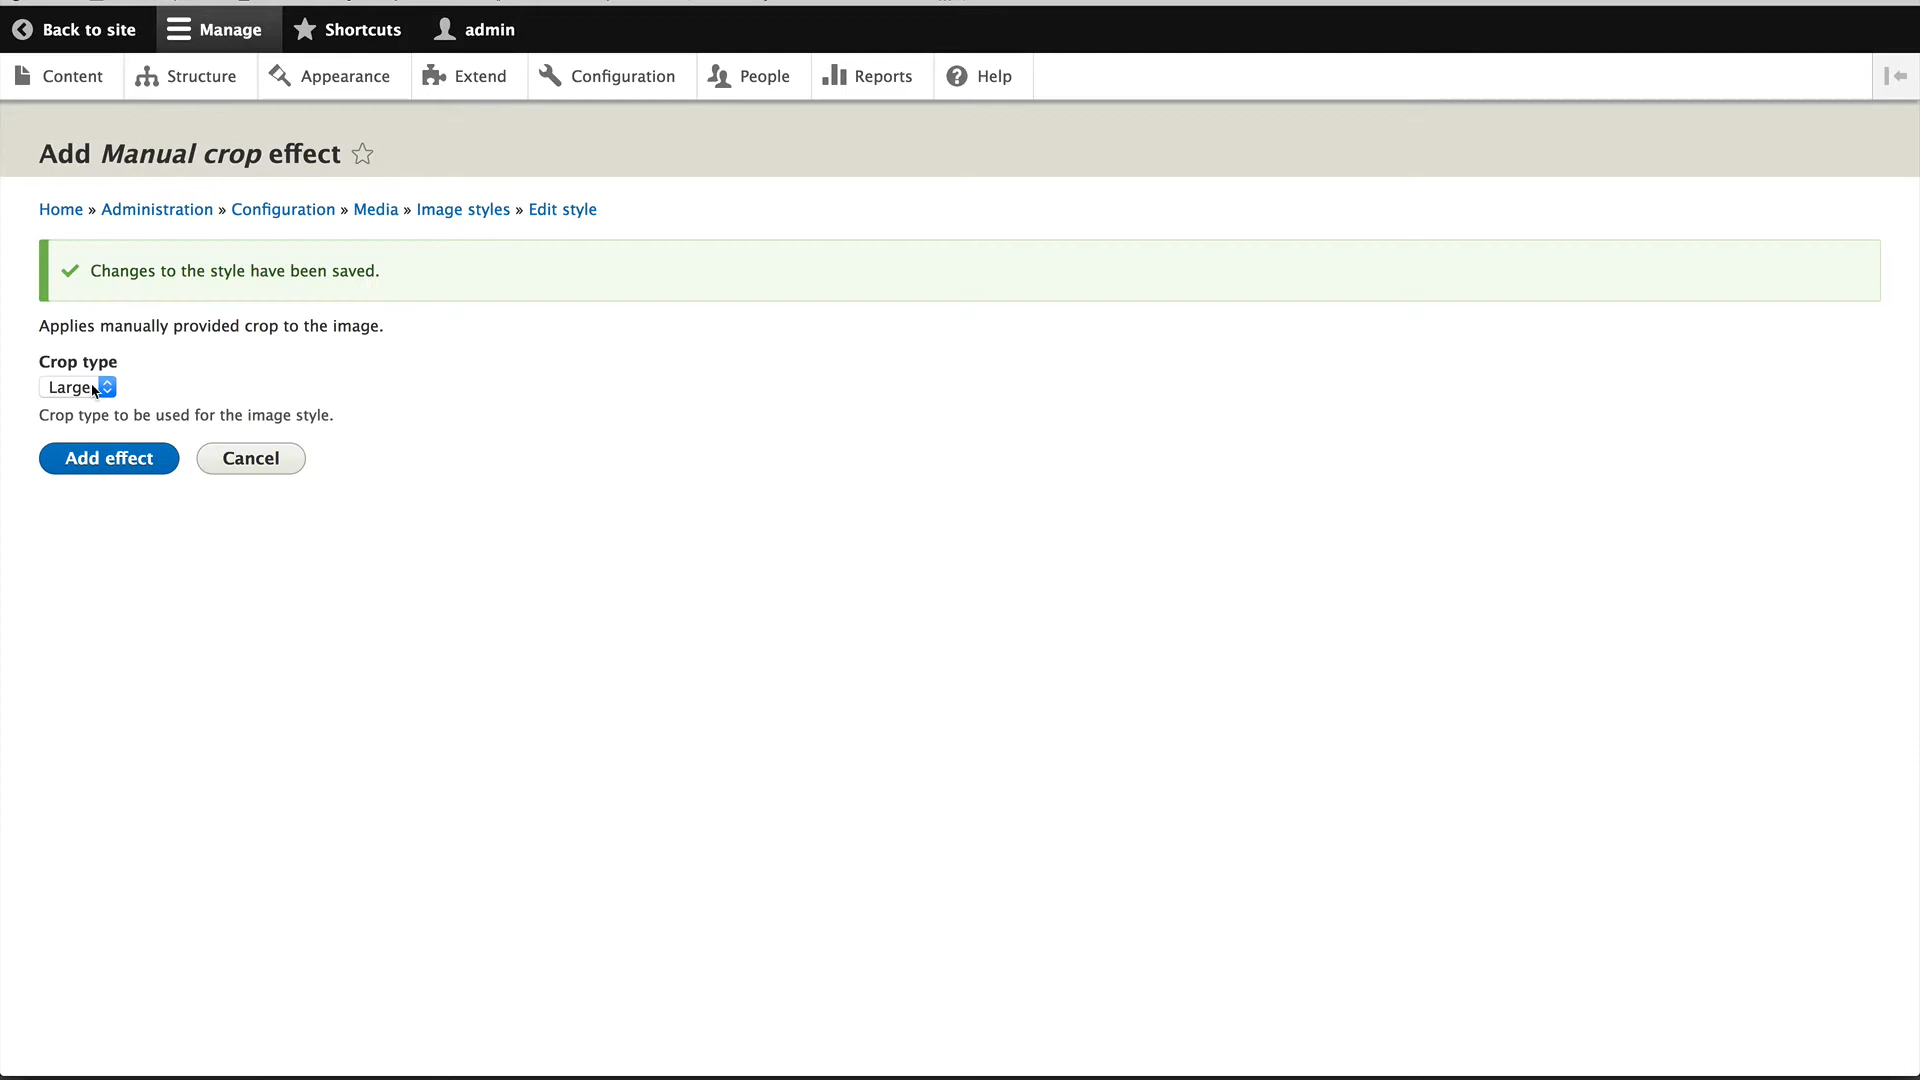 Back to site Manage Shortcuts admin
Content Structure Appearance Extend Configuration People Reports Help
Add Manual crop effect
Home » Administration » Configuration » Media » Image styles » Edit style
Changes to the style have been saved.
Applies manually provided crop to the image.
Crop type
Large
Crop type to be used for the image style.
Add effect Cancel